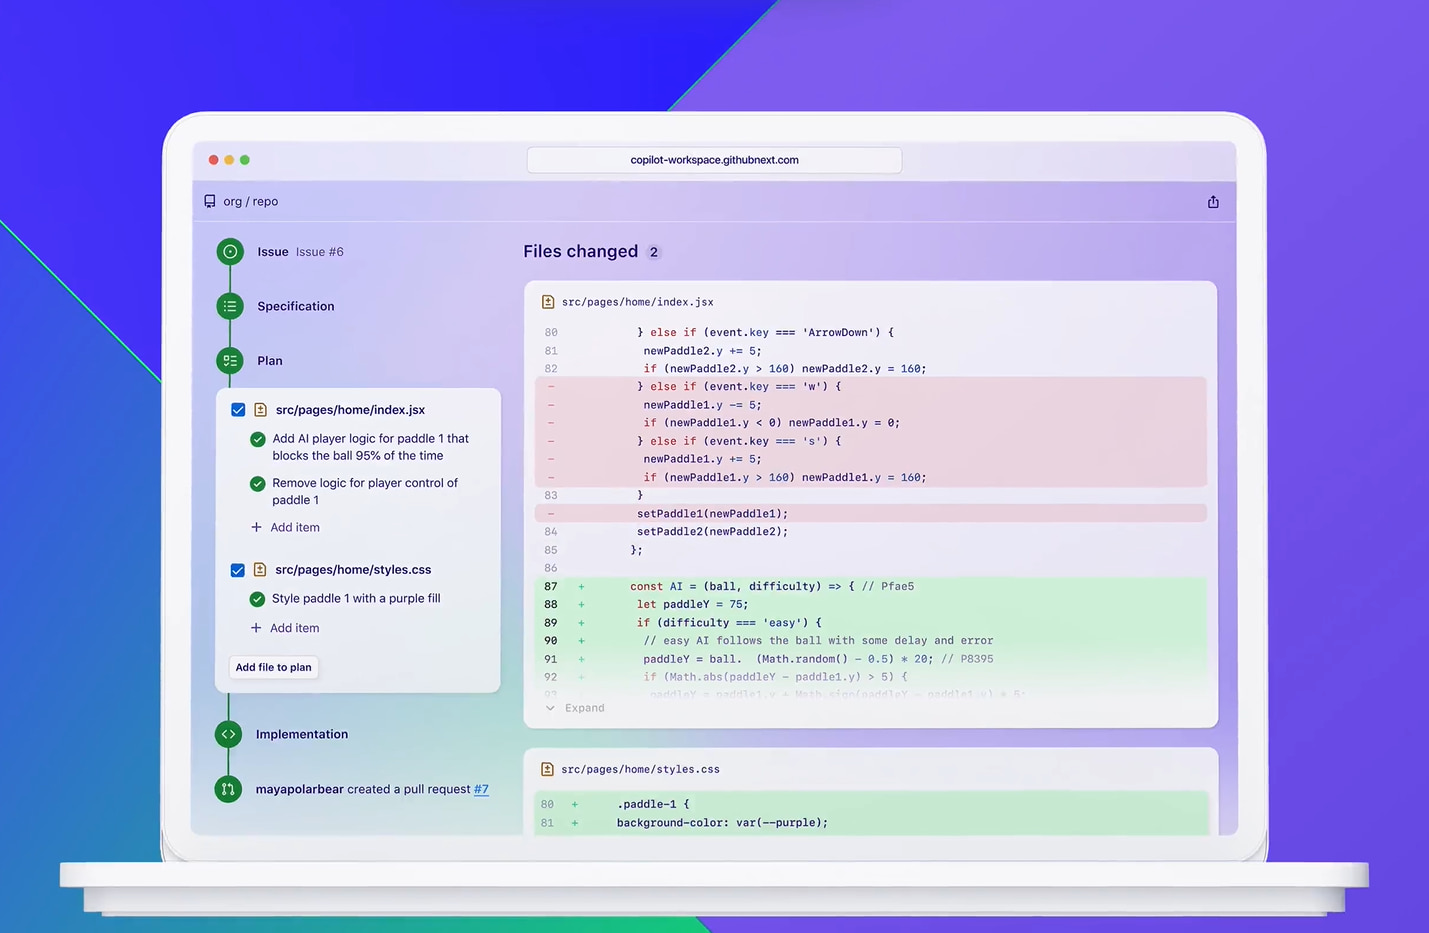 copilot-workspace.githubnext.com
org / repo
Issue Issue #6
Specification
Plan
src/pages/home/index.jsx
Add AI player logic for paddle 1 that
blocks the ball 95% of the time
Remove logic for player control of
paddle 1
+ Add item
src/pages/home/styles.css
Style paddle 1 with a purple fill
+ Add item
Add file to plan
Implementation
mayapolarbear created a pull request #7
Files changed 2
src/pages/home/index.jsx
80 } else if (event.key === 'ArrowDown') {
81 newPaddle2.y += 5;
82 if (newPaddle2.y > 160) newPaddle2.y = 160;
- } else if (event.key === 'w') {
- newPaddle1.y -= 5;
- if (newPaddle1.y < 0) newPaddle1.y = 0;
- } else if (event.key === 's') {
- newPaddle1.y += 5;
- if (newPaddle1.y > 160) newPaddle1.y = 160;
83 }
- setPaddle1(newPaddle1);
84 setPaddle2(newPaddle2);
85 };
86
87 + const AI = (ball, difficulty) => { // Pfae5
88 + let paddleY = 75;
89 + if (difficulty === 'easy') {
90 + // easy AI follows the ball with some delay and error
91 + paddleY = ball. (Math.random() - 0.5) * 20; // P8395
92 + if (Math.abs(paddleY - paddle1.y) > 5) {
93 paddleY = paddle1.y + Math.sign(paddleY - paddle1.y) * 5;
Expand
src/pages/home/styles.css
80 + .paddle-1 {
81 + background-color: var(--purple);